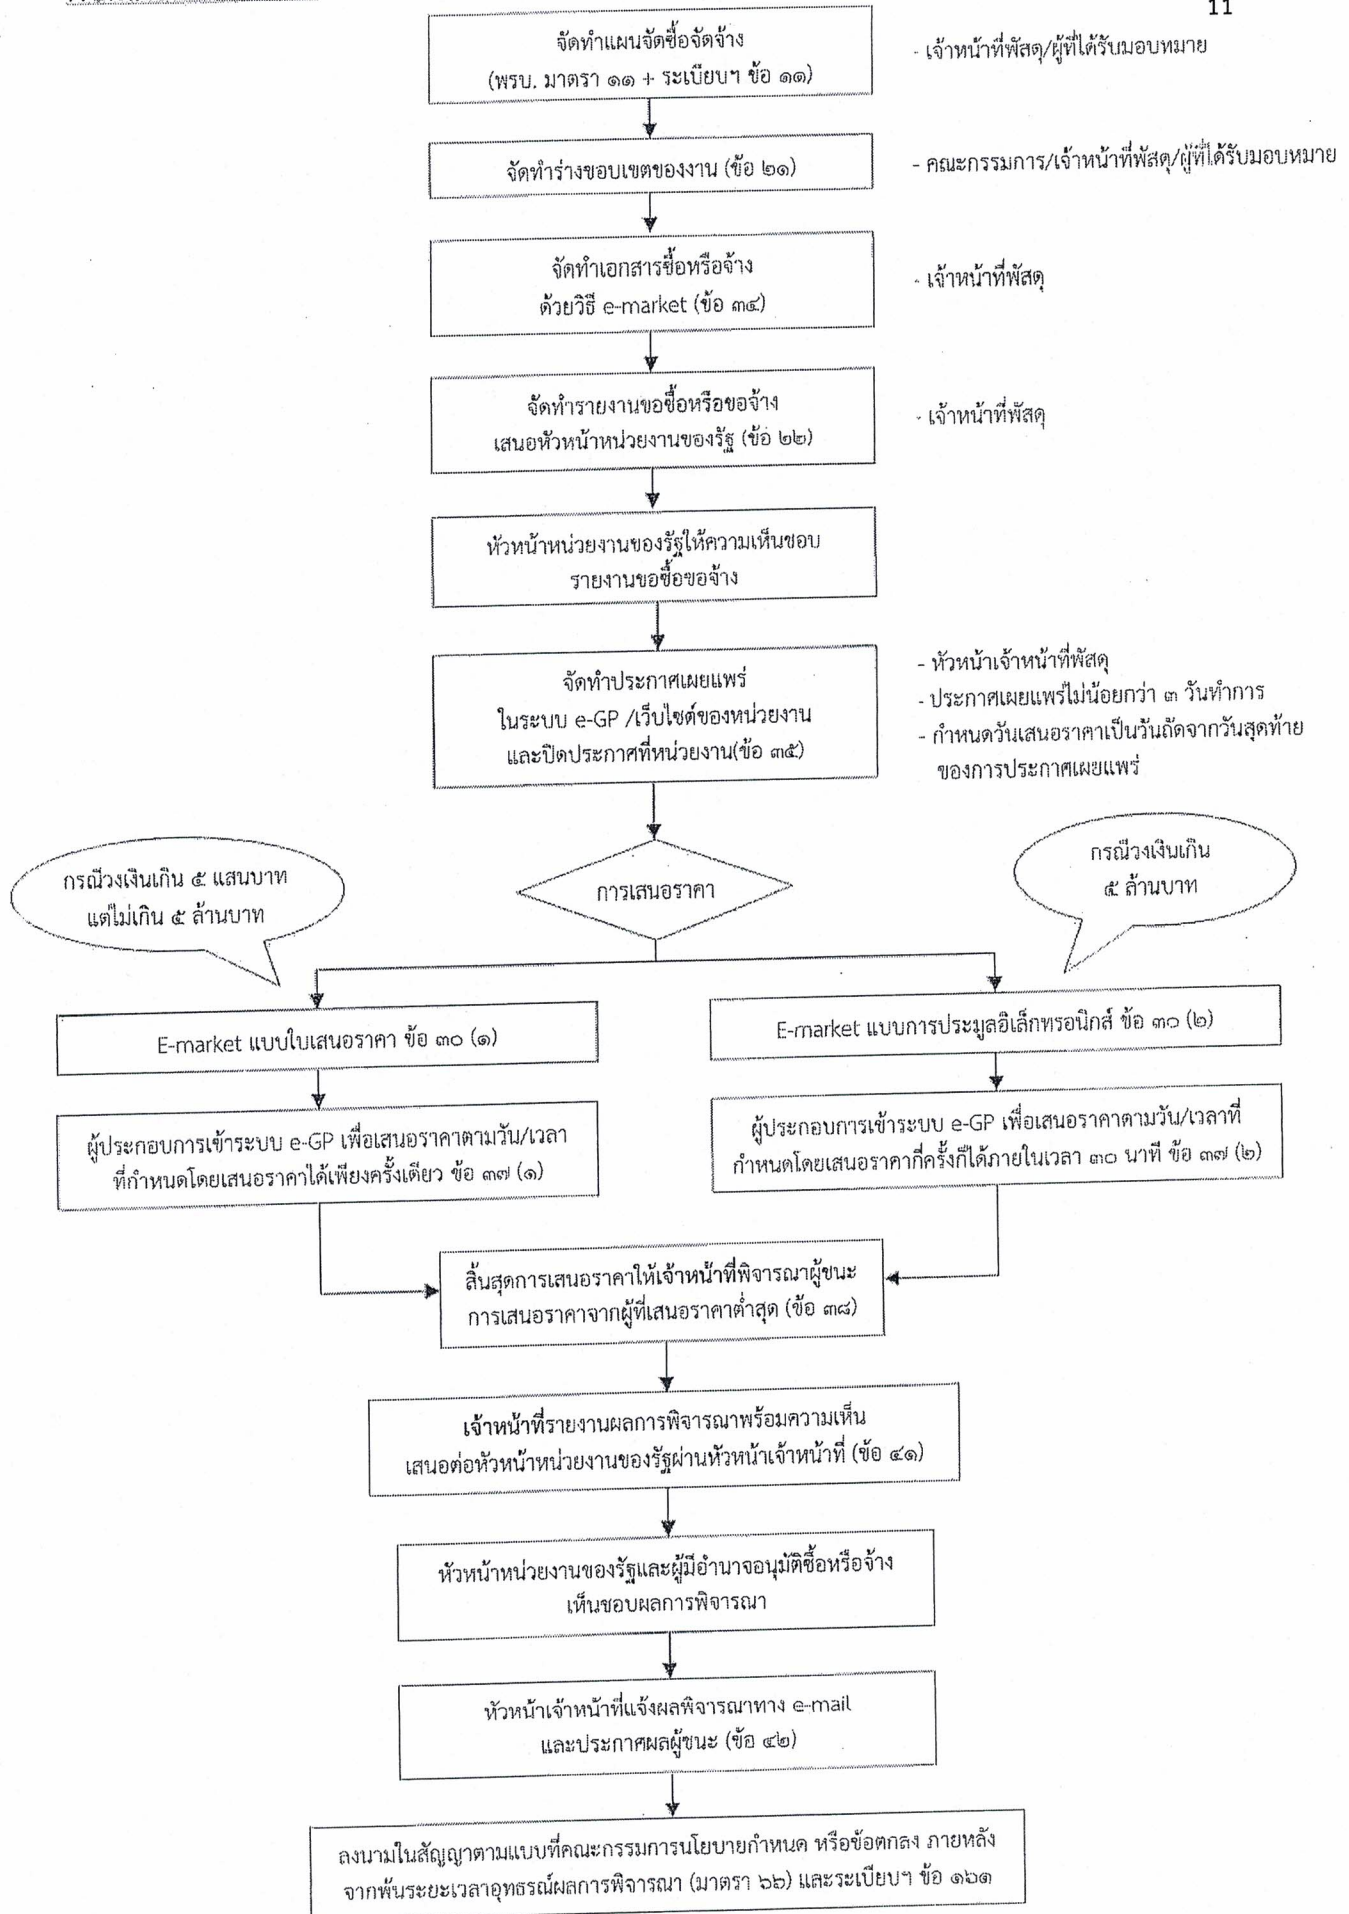 11
จัดทำแผนจัดซื้อจัดจ้าง
(พรบ. มาตรา ๑๑ + ระเบียบฯ ข้อ ๑๑)
- เจ้าหน้าที่พัสดุ/ผู้ที่ได้รับมอบหมาย
จัดทำร่างขอบเขตของงาน (ข้อ ๒๑)
- คณะกรรมการ/เจ้าหน้าที่พัสดุ/ผู้ที่ได้รับมอบหมาย
จัดทำเอกสารซื้อหรือจ้าง
ด้วยวิธี e-market (ข้อ ๓๔)
- เจ้าหน้าที่พัสดุ
จัดทำรายงานขอซื้อหรือขอจ้าง
เสนอหัวหน้าหน่วยงานของรัฐ (ข้อ ๒๒)
- เจ้าหน้าที่พัสดุ
หัวหน้าหน่วยงานของรัฐให้ความเห็นชอบ
รายงานขอซื้อขอจ้าง
จัดทำประกาศเผยแพร่
ในระบบ e-GP /เว็บไซต์ของหน่วยงาน
และปิดประกาศที่หน่วยงาน(ข้อ ๓๕)
- หัวหน้าเจ้าหน้าที่พัสดุ
- ประกาศเผยแพร่ไม่น้อยกว่า ๓ วันทำการ
- กำหนดวันเสนอราคาเป็นวันถัดจากวันสุดท้าย
ของการประกาศเผยแพร่
กรณีวงเงินเกิน ๕ แสนบาท
แต่ไม่เกิน ๕ ล้านบาท
การเสนอราคา
กรณีวงเงินเกิน
๕ ล้านบาท
E-market แบบใบเสนอราคา ข้อ ๓๐ (๑)
E-market แบบการประมูลอิเล็กทรอนิกส์ ข้อ ๓๐ (๒)
ผู้ประกอบการเข้าระบบ e-GP เพื่อเสนอราคาตามวัน/เวลา
ที่กำหนดโดยเสนอราคาได้เพียงครั้งเดียว ข้อ ๓๗ (๑)
ผู้ประกอบการเข้าระบบ e-GP เพื่อเสนอราคาตามวัน/เวลาที่
กำหนดโดยเสนอราคากี่ครั้งก็ได้ภายในเวลา ๓๐ นาที ข้อ ๓๗ (๒)
สิ้นสุดการเสนอราคาให้เจ้าหน้าที่พิจารณาผู้ชนะ
การเสนอราคาจากผู้ที่เสนอราคาต่ำสุด (ข้อ ๓๘)
เจ้าหน้าที่รายงานผลการพิจารณาพร้อมความเห็น
เสนอต่อหัวหน้าหน่วยงานของรัฐผ่านหัวหน้าเจ้าหน้าที่ (ข้อ ๔๑)
หัวหน้าหน่วยงานของรัฐและผู้มีอำนาจอนุมัติซื้อหรือจ้าง
เห็นชอบผลการพิจารณา
หัวหน้าเจ้าหน้าที่แจ้งผลพิจารณาทาง e-mail
และประกาศผลผู้ชนะ (ข้อ ๔๒)
ลงนามในสัญญาตามแบบที่คณะกรรมการนโยบายกำหนด หรือข้อตกลง ภายหลัง
จากพ้นระยะเวลาอุทธรณ์ผลการพิจารณา (มาตรา ๖๖) และระเบียบฯ ข้อ ๑๖๑